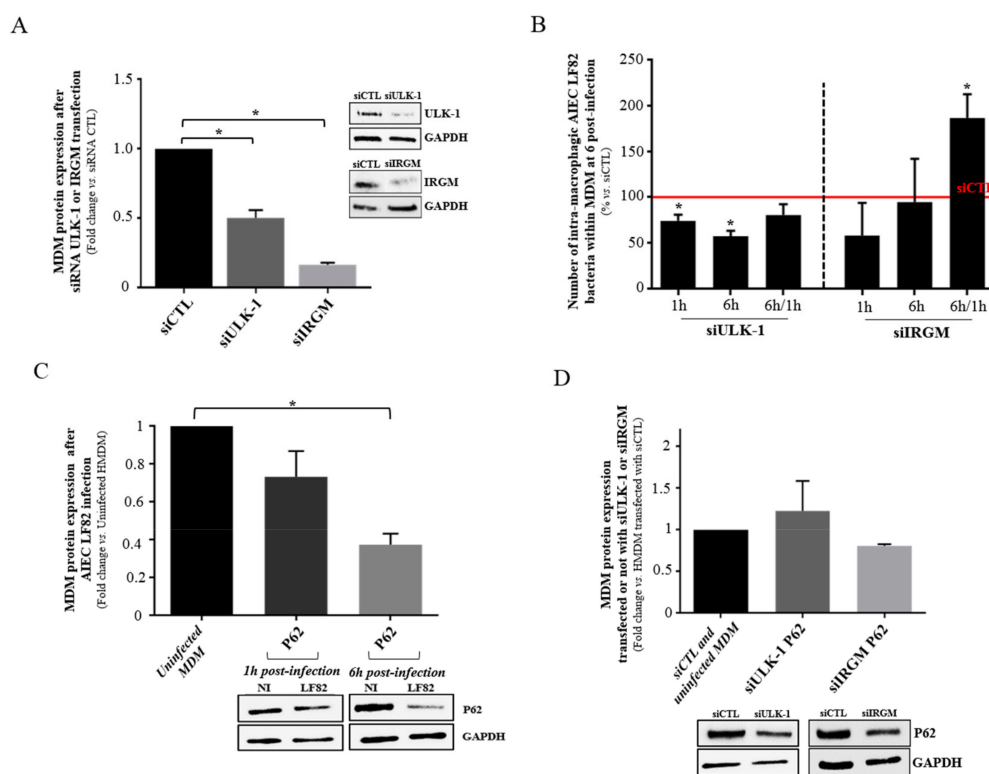 A
MDM protein expression after
siRNA ULK-1 or IRGM transfection
(Fold change vs. siRNA CTL)
1.5
1.0
0.5
0
*
*
siCTL
siULK-1
siIRGM
siCTL siULK-1
ULK-1
GAPDH
siCTL siIRGM
IRGM
GAPDH
B
Number of intra-macrophagic AIEC LF82
bacteria within MDM at 6 post-infection
(% vs. siCTL)
250
200
150
100
50
0
*
*
*
siCTL
1h 6h 6h/1h 1h 6h 6h/1h
siULK-1 siIRGM
C
MDM protein expression after
AIEC LF82 infection
(Fold change vs. Uninfected HMDM)
1
0.8
0.6
0.4
0.2
0
*
Uninfected
MDM
P62
P62
1h post-infection 6h post-infection
NI LF82 NI LF82
P62
GAPDH
D
MDM protein expression
transfected or not with siULK-1 or siIRGM
(Fold change vs. HMDM transfected with siCTL)
2
1.5
1
0.5
0
siCTL and
uninfected MDM
siULK-1 P62
siIRGM P62
siCTL siULK-1 siCTL siIRGM
P62
GAPDH